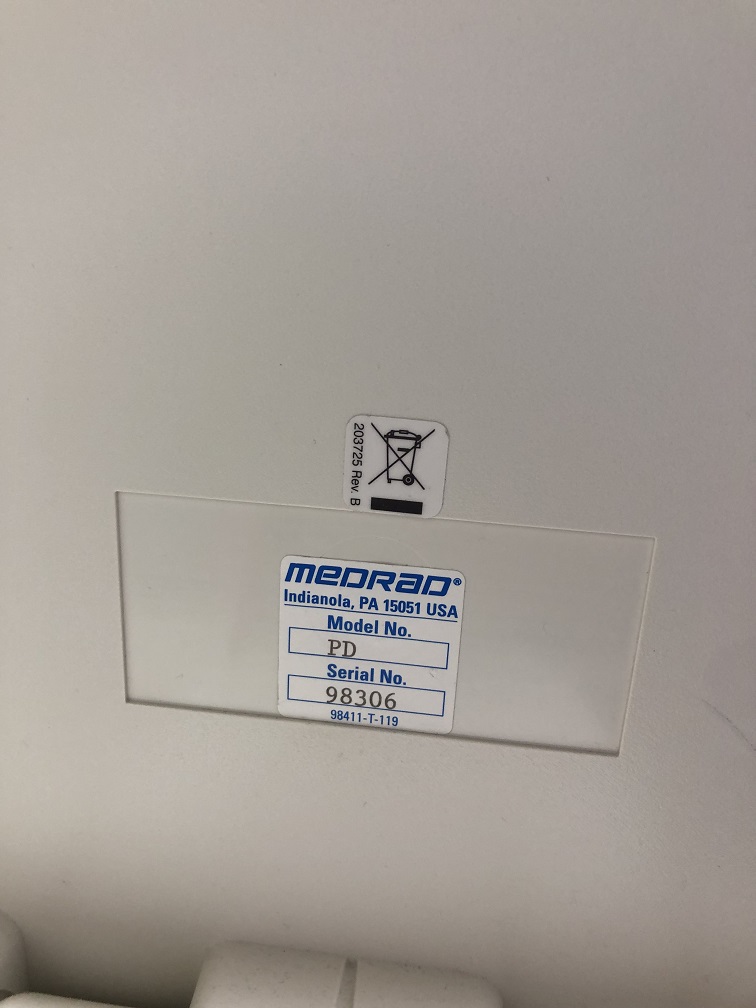 203725 Rev. B
MEDRAD®
Indianola, PA 15051 USA
Model No.
PD
Serial No.
98306
98411-T-119